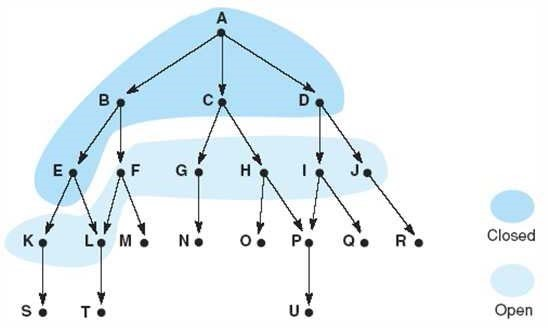 A
B C D
E F G H I J
Closed
K L M N O P Q R
S T U
Open